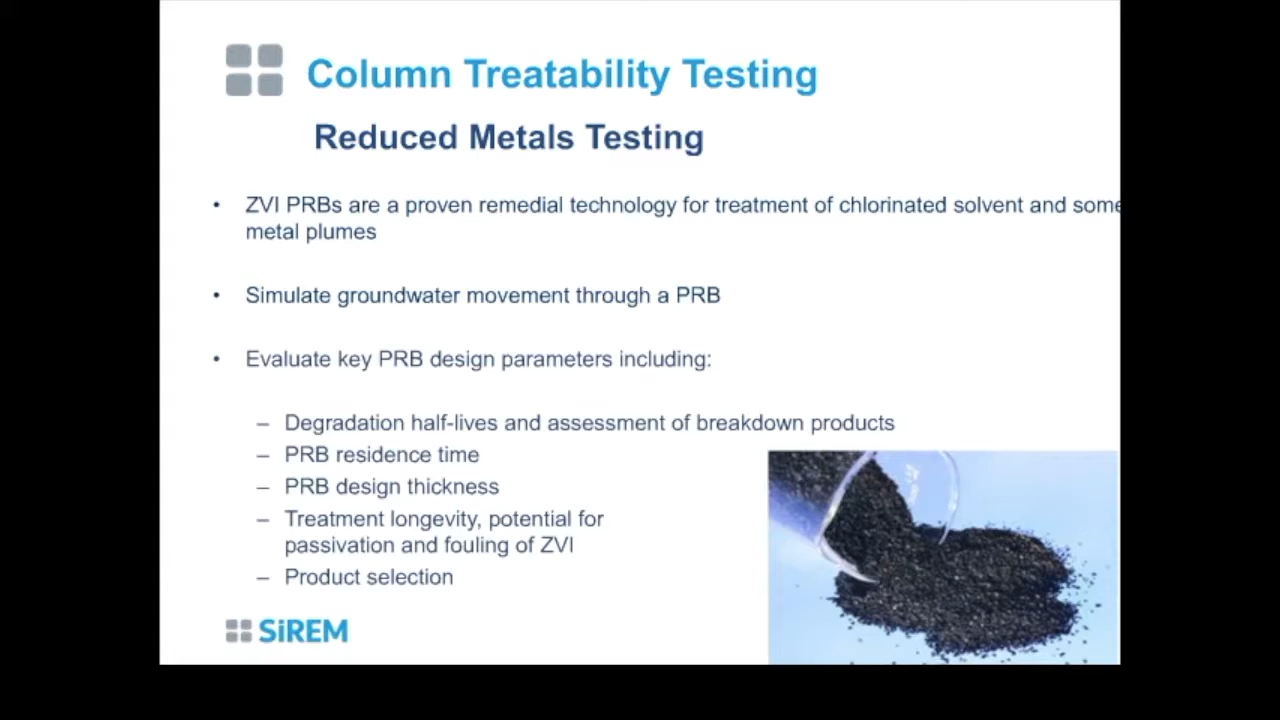 Column Treatability Testing
Reduced Metals Testing
• ZVI PRBs are a proven remedial technology for treatment of chlorinated solvent and some
metal plumes
• Simulate groundwater movement through a PRB
• Evaluate key PRB design parameters including:
– Degradation half-lives and assessment of breakdown products
– PRB residence time
– PRB design thickness
– Treatment longevity, potential for
passivation and fouling of ZVI
– Product selection
SiREM